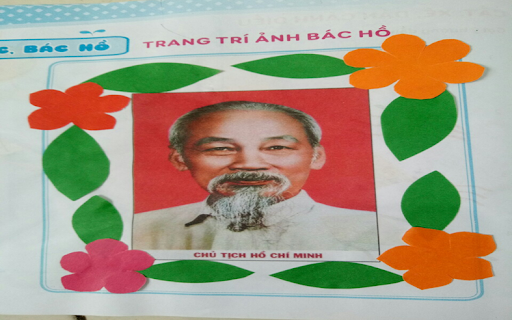 C. BÁC HỒ
TRANG TRÍ ẢNH BÁC HỒ
CHỦ TỊCH HỒ CHÍ MINH